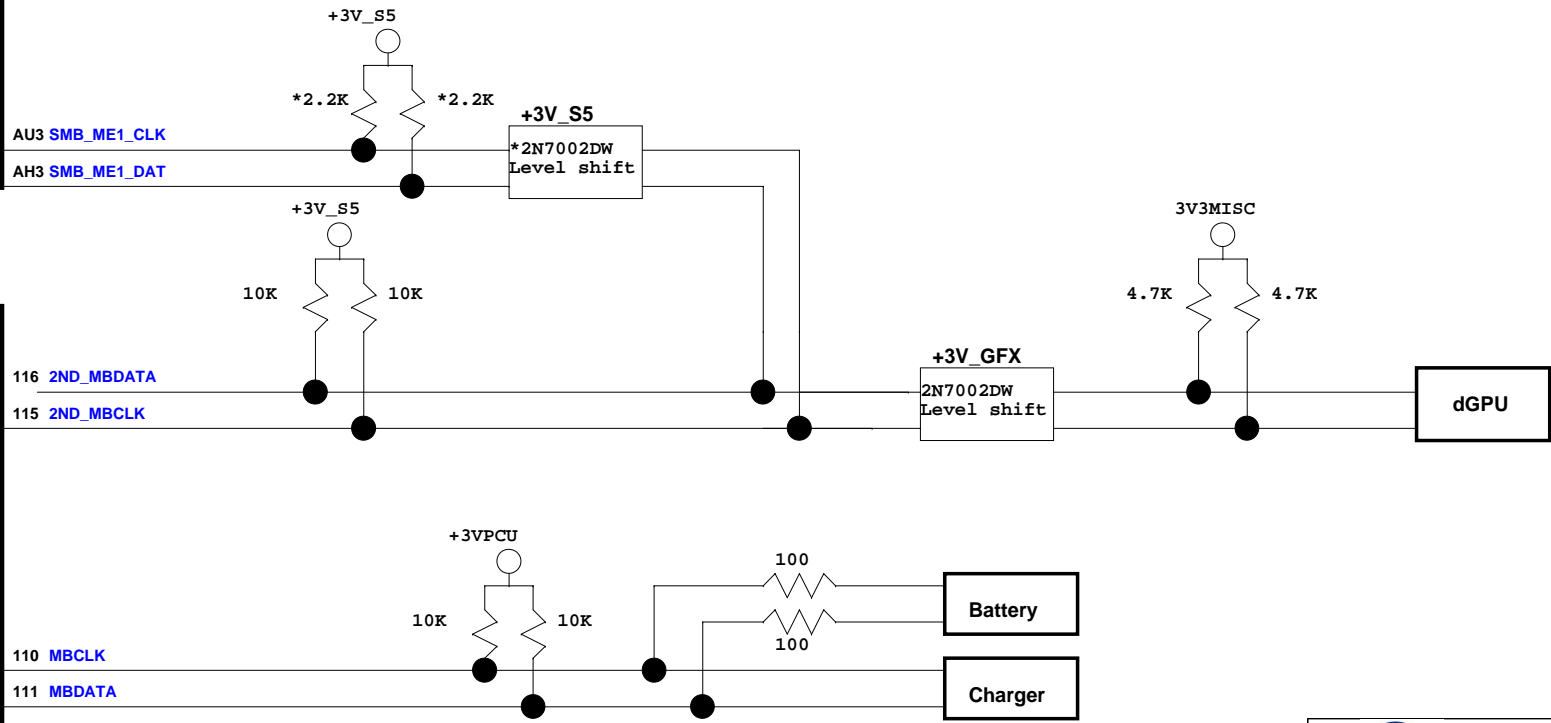 +3V_S5
*2.2K *2.2K
+3V_S5
AU3 SMB_ME1_CLK
*2N7002DW
Level shift
AH3 SMB_ME1_DAT
+3V_S5
3V3MISC
10K 10K
4.7K 4.7K
+3V_GFX
116 2ND_MBDATA
2N7002DW
Level shift
dGPU
115 2ND_MBCLK
+3VPCU
100
10K 10K
Battery
100
110 MBCLK
111 MBDATA
Charger